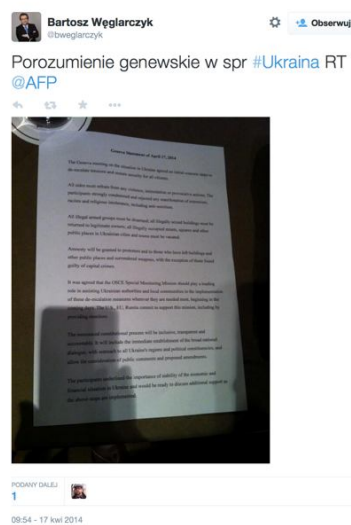 Bartosz Węglarczyk
@bweglarczyk
Obserwuj
Porozumienie genewskie w spr #Ukraina RT
@AFP
Geneva Statement of April 17, 2014
The Geneva meeting on the situation in Ukraine agreed on initial concrete steps to
de-escalate tensions and restore security for all citizens.
All sides must refrain from any violence, intimidation or provocative actions. The
participants strongly condemned and rejected all expressions of extremism,
racism and religious intolerance, including anti-semitism.
All illegal armed groups must be disarmed; all illegally seized buildings must be
returned to legitimate owners; all illegally occupied streets, squares and other
public places in Ukrainian cities and towns must be vacated.
Amnesty will be granted to protestors and to those who have left buildings and
other public places and surrendered weapons, with the exception of those found
guilty of capital crimes.
It was agreed that the OSCE Special Monitoring Mission should play a leading
role in assisting Ukrainian authorities and local communities in the immediate implementation
of these de-escalation measures wherever they are needed most, beginning in the
coming days. The U.S., EU, Russia commit to support this mission, including by
providing monitors.
The announced constitutional process will be inclusive, transparent and
accountable. It will include the immediate establishment of the broad national
dialogue, with outreach to all Ukraine's regions and political constituencies, and
allow for the consideration of public comments and proposed amendments.
The participants underlined the importance of the economic and
financial stability in Ukraine and would be ready to discuss additional support as
the above steps are implemented.
PODANY DALEJ
1
09:54 - 17 kwi 2014